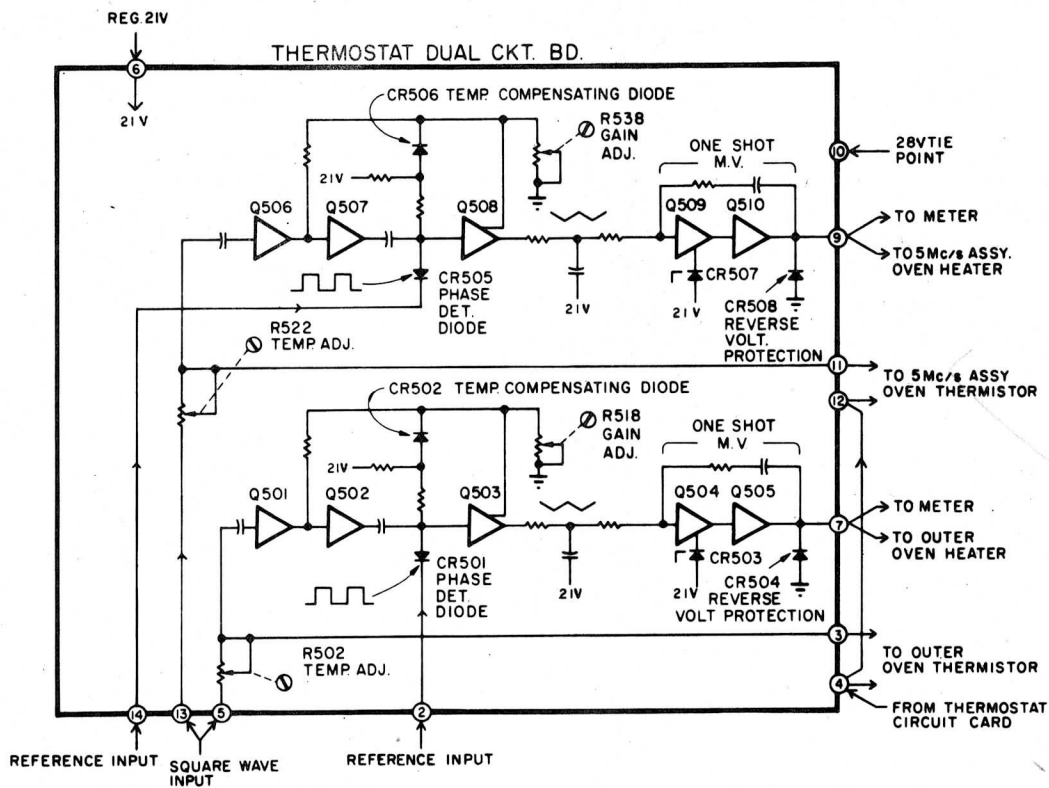 REG. 21V
THERMOSTAT DUAL CKT. BD.
6
21V
CR506 TEMP. COMPENSATING DIODE
R538
GAIN
ADJ.
ONE SHOT
M.V.
10
28V TIE
POINT
21V
Q506
Q507
Q508
Q509
Q510
9
TO METER
TO 5Mc/s ASSY.
OVEN HEATER
CR505
PHASE
DET.
DIODE
21V
CR507
21V
CR508
REVERSE
VOLT.
PROTECTION
R522
TEMP. ADJ.
11
TO 5Mc/s ASSY
OVEN THERMISTOR
12
CR502 TEMP. COMPENSATING DIODE
R518
GAIN
ADJ.
ONE SHOT
M.V
21V
Q501
Q502
Q503
Q504
Q505
7
TO METER
TO OUTER
OVEN HEATER
CR501
PHASE
DET.
DIODE
21V
CR503
21V
CR504
REVERSE
VOLT PROTECTION
R502
TEMP. ADJ.
3
TO OUTER
OVEN THERMISTOR
4
FROM THERMOSTAT
CIRCUIT CARD
14
13
5
2
REFERENCE INPUT
SQUARE WAVE
INPUT
REFERENCE INPUT